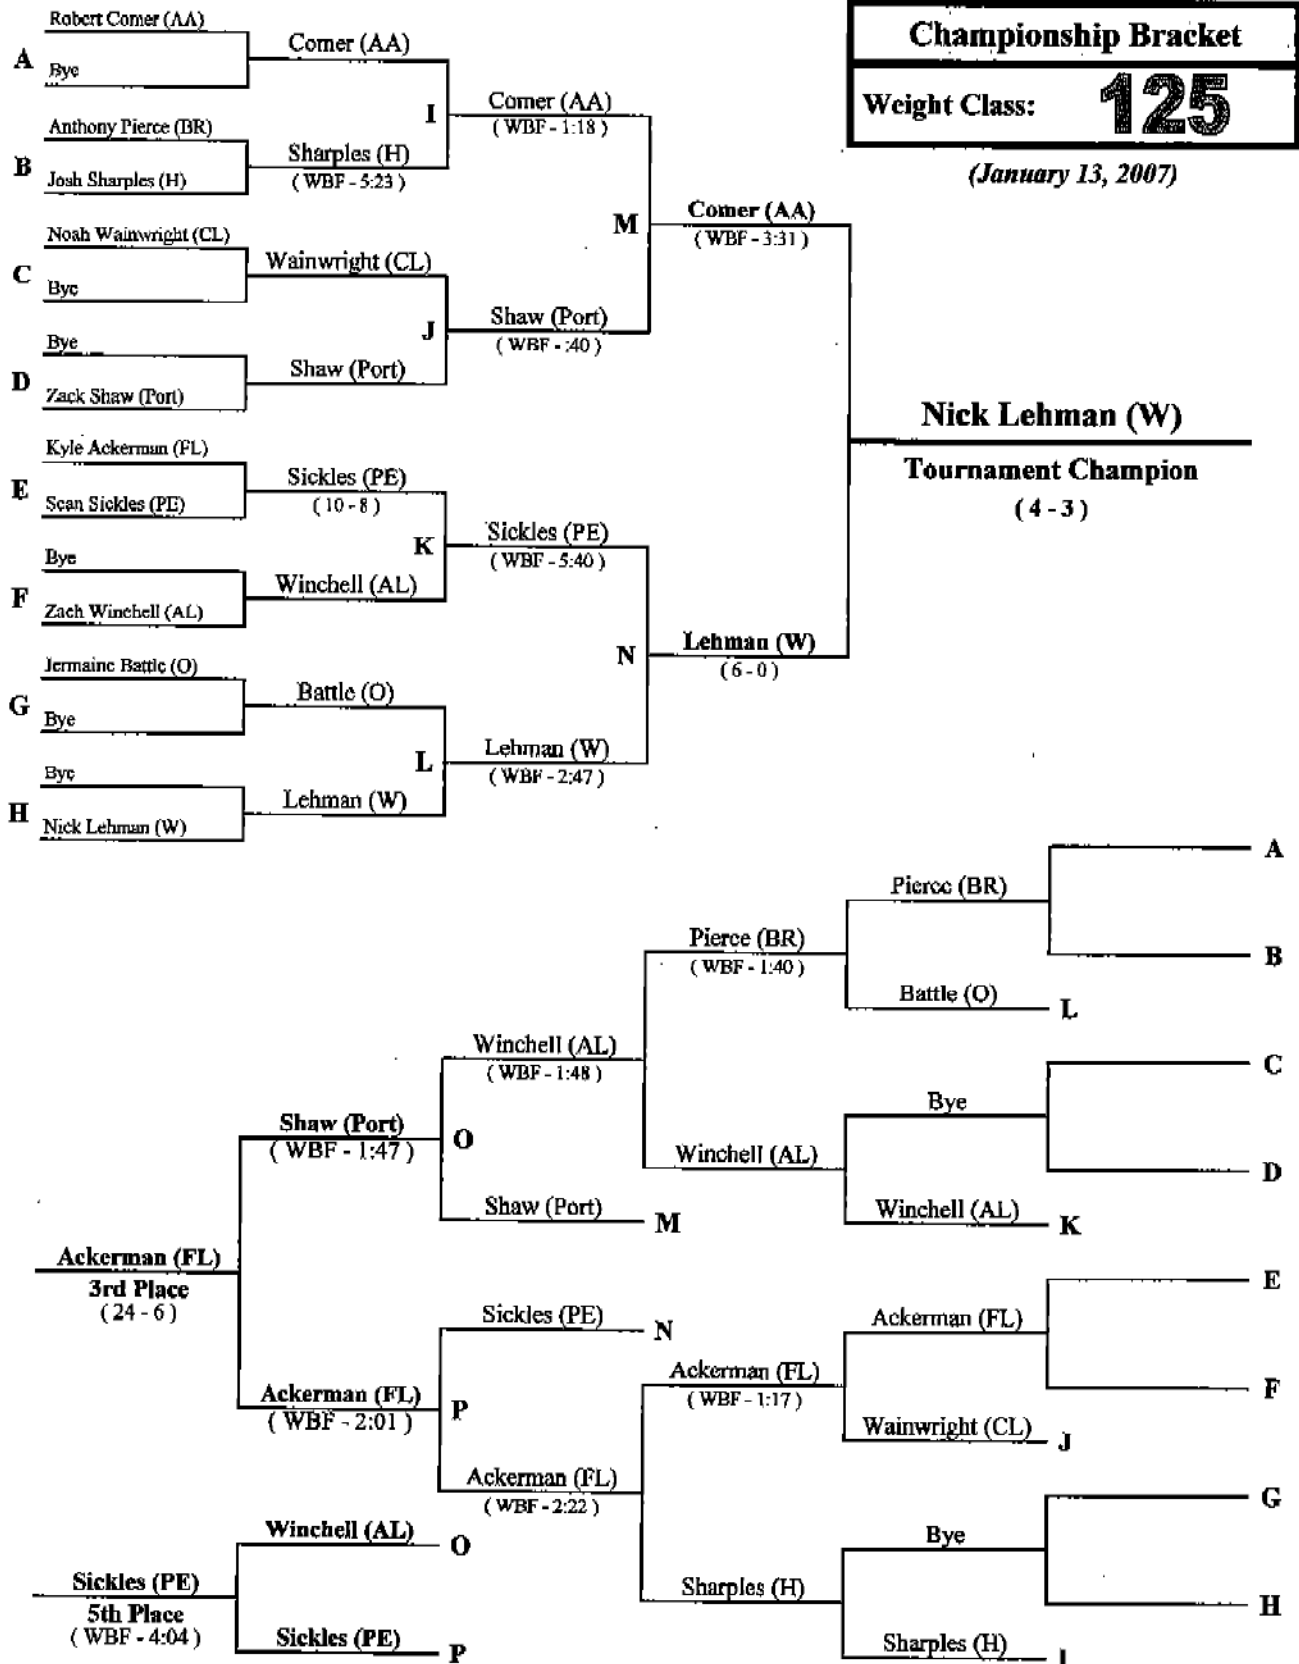 Robert Comer (AA)
A
Bye
Comer (AA)
Anthony Pierce (BR)
B
Josh Sharples (H)
Sharples (H)
( WBF - 5:23 )
I
Comer (AA)
( WBF - 1:18 )
Championship Bracket
Weight Class: 125
(January 13, 2007)
Noah Wainwright (CL)
C
Bye
Wainwright (CL)
Bye
D
Zack Shaw (Port)
Shaw (Port)
J
Shaw (Port)
( WBF - :40 )
M
Comer (AA)
( WBF - 3:31 )
Kyle Ackerman (FL)
E
Sean Sickles (PE)
Sickles (PE)
( 10 - 8 )
Bye
F
Zach Winchell (AL)
Winchell (AL)
K
Sickles (PE)
( WBF - 5:40 )
Nick Lehman (W)
Tournament Champion
( 4 - 3 )
Jermaine Battle (O)
G
Bye
Battle (O)
Bye
H
Nick Lehman (W)
Lehman (W)
L
Lehman (W)
( WBF - 2:47 )
N
Lehman (W)
( 6 - 0 )
A
Pierce (BR)
B
Pierce (BR)
( WBF - 1:40 )
Battle (O)
L
Winchell (AL)
( WBF - 1:48 )
C
Bye
D
Winchell (AL)
Winchell (AL)
K
Shaw (Port)
( WBF - 1:47 )
O
Shaw (Port)
M
Ackerman (FL)
3rd Place
( 24 - 6 )
Sickles (PE)
N
E
Ackerman (FL)
F
Ackerman (FL)
( WBF - 1:17 )
Wainwright (CL)
J
Ackerman (FL)
( WBF - 2:01 )
P
Ackerman (FL)
( WBF - 2:22 )
G
Bye
H
Sharples (H)
Sharples (H)
I
Winchell (AL)
O
Sickles (PE)
5th Place
( WBF - 4:04 )
Sickles (PE)
P